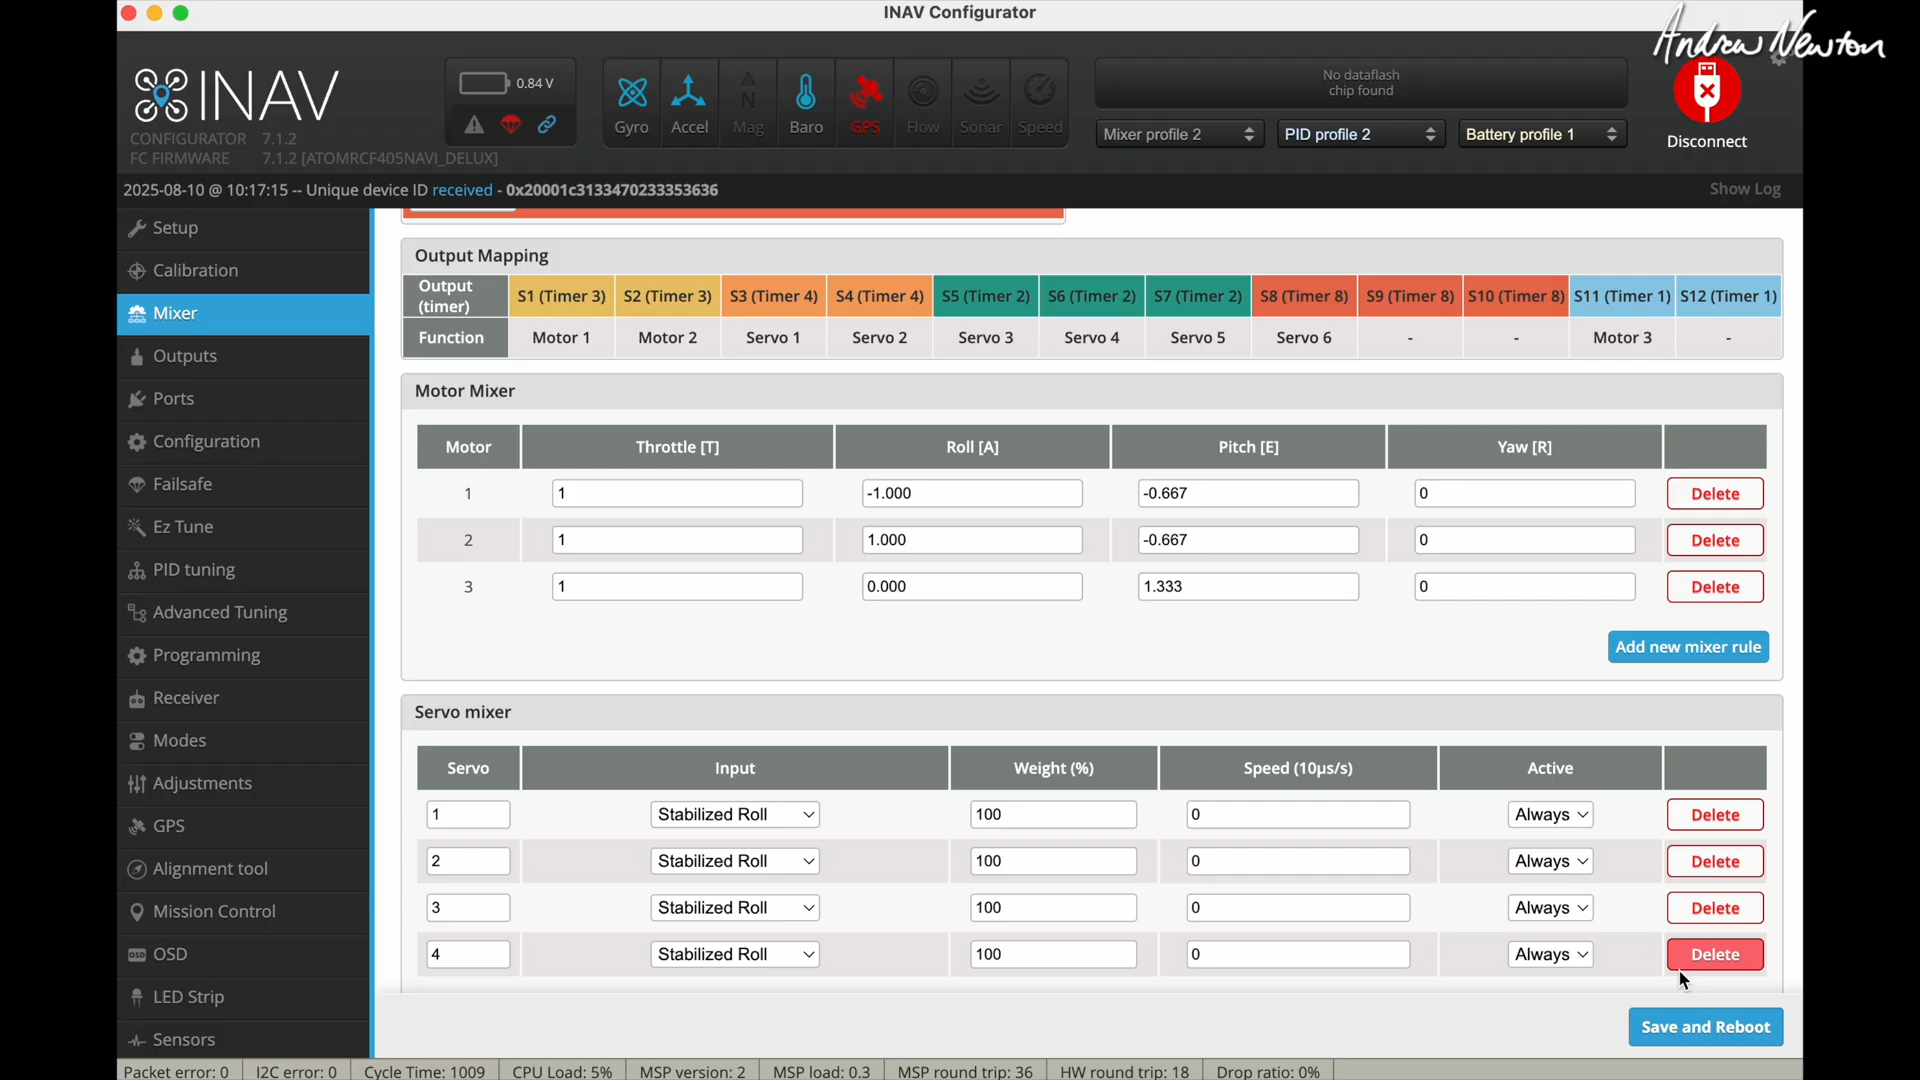 INAV Configurator
Andrew Newton
INAV
CONFIGURATOR 7.1.2
FC FIRMWARE 7.1.2 [ATOMRCF405NAVI_DELUX]
0.84 V
Gyro Accel Mag Baro GPS Flow Sonar Speed
No dataflash
chip found
Mixer profile 2 PID profile 2 Battery profile 1
Disconnect
2025-08-10 @ 10:17:15 -- Unique device ID received - 0x20001c3133470233353636
Show Log
Setup
Calibration
Mixer
Outputs
Ports
Configuration
Failsafe
Ez Tune
PID tuning
Advanced Tuning
Programming
Receiver
Modes
Adjustments
GPS
Alignment tool
Mission Control
OSD
LED Strip
Sensors
Output Mapping
Output (timer) S1 (Timer 3) S2 (Timer 3) S3 (Timer 4) S4 (Timer 4) S5 (Timer 2) S6 (Timer 2) S7 (Timer 2) S8 (Timer 8) S9 (Timer 8) S10 (Timer 8) S11 (Timer 1) S12 (Timer 1)
Function Motor 1 Motor 2 Servo 1 Servo 2 Servo 3 Servo 4 Servo 5 Servo 6 - - Motor 3 -
Motor Mixer
Motor Throttle [T] Roll [A] Pitch [E] Yaw [R]
1 1 -1.000 -0.667 0 Delete
2 1 1.000 -0.667 0 Delete
3 1 0.000 1.333 0 Delete
Add new mixer rule
Servo mixer
Servo Input Weight (%) Speed (10µs/s) Active
1 Stabilized Roll 100 0 Always Delete
2 Stabilized Roll 100 0 Always Delete
3 Stabilized Roll 100 0 Always Delete
4 Stabilized Roll 100 0 Always Delete
Save and Reboot
Packet error: 0 I2C error: 0 Cycle Time: 1009 CPU Load: 5% MSP version: 2 MSP load: 0.3 MSP round trip: 36 HW round trip: 18 Drop ratio: 0%